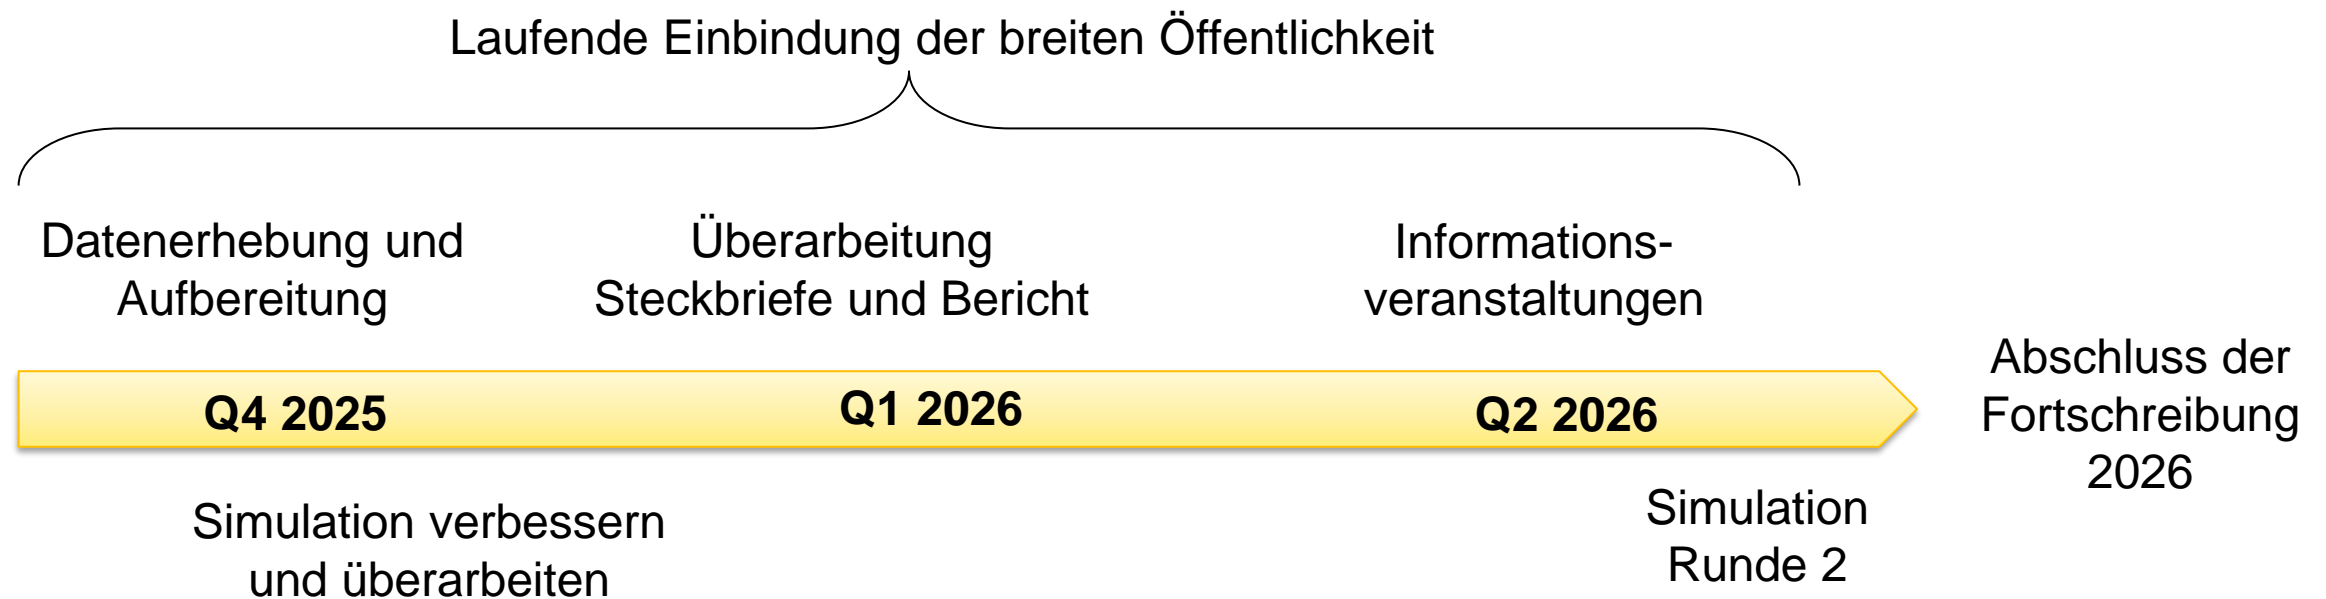 Laufende Einbindung der breiten Öffentlichkeit
Datenerhebung und
Aufbereitung
Überarbeitung
Steckbriefe und Bericht
Informations-
veranstaltungen
Q4 2025
Q1 2026
Q2 2026
Abschluss der
Fortschreibung
2026
Simulation verbessern
und überarbeiten
Simulation
Runde 2